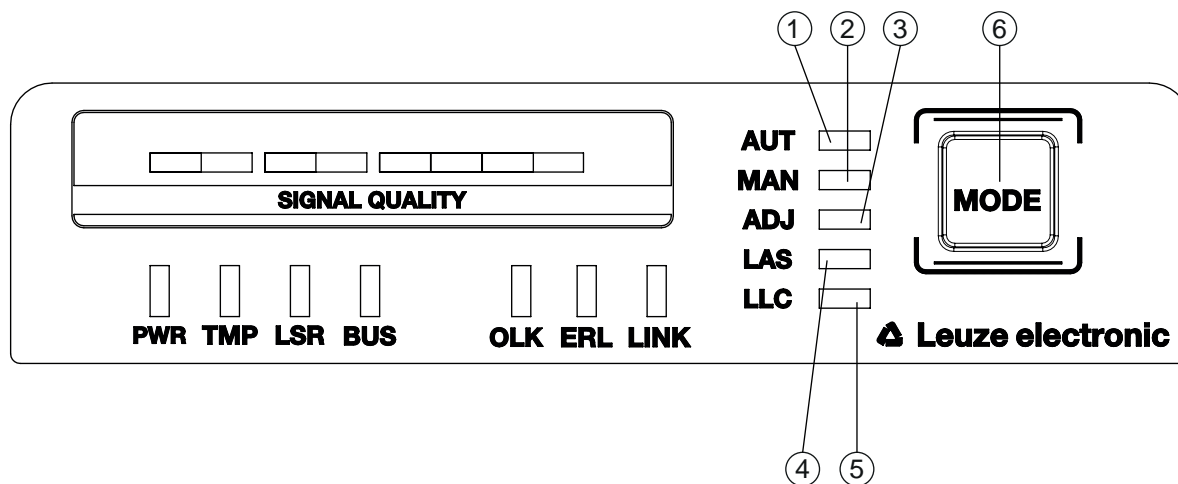 1 2 3 6
AUT
MAN
ADJ
LAS
LLC
MODE
SIGNAL QUALITY
PWR TMP LSR BUS OLK ERL LINK
Leuze electronic
4 5